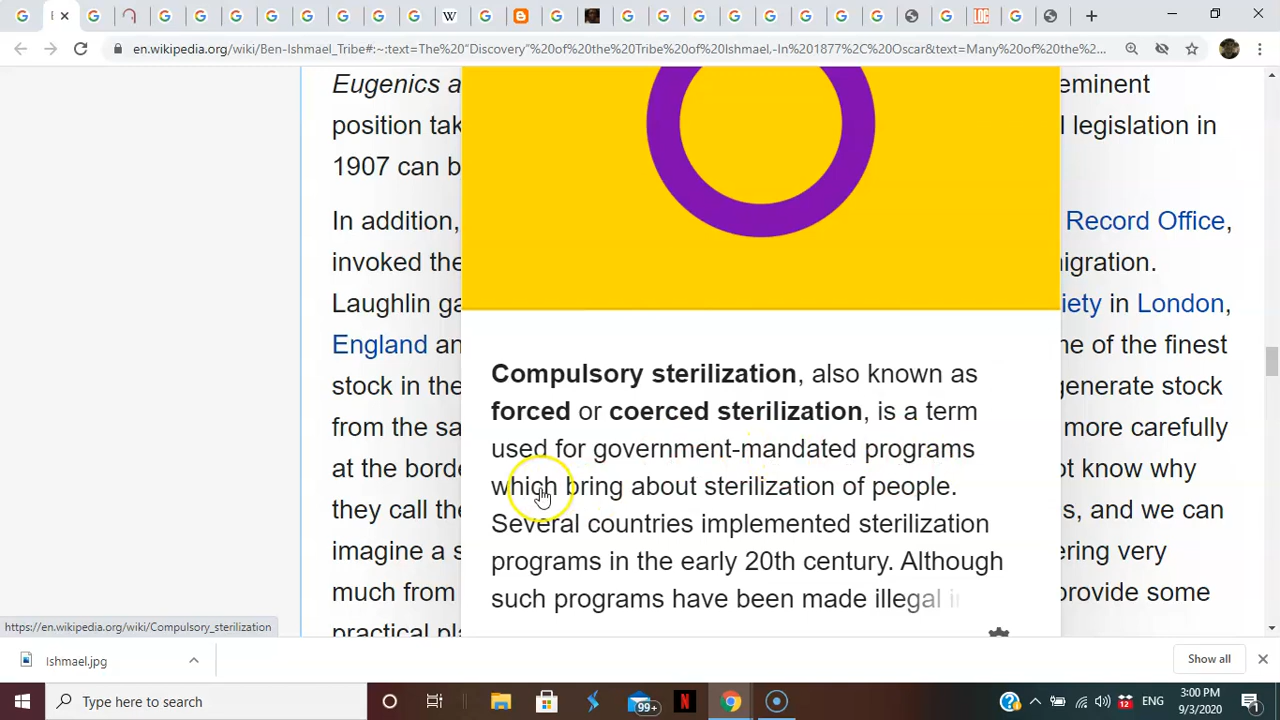 en.wikipedia.org/wiki/Ben-Ishmael_Tribe#:~:text=The%20"Discovery"%20of%20the%20Tribe%20of%20Ishmael,-In%201877%2C%20Oscar&text=Many%20of%20the%2...
Eugenics a
eminent
position tak
l legislation in
1907 can b
In addition,
Record Office,
invoked the
igration.
Laughlin ga
iety in London,
England an
ne of the finest
stock in the
generate stock
from the sa
more carefully
at the borde
ot know why
they call the
s, and we can
imagine a s
ering very
much from
provide some
practical pla
Compulsory sterilization, also known as
forced or coerced sterilization, is a term
used for government-mandated programs
which bring about sterilization of people.
Several countries implemented sterilization
programs in the early 20th century. Although
such programs have been made illegal in
https://en.wikipedia.org/wiki/Compulsory_sterilization
Ishmael.jpg
Show all
Type here to search
99+
12
ENG
3:00 PM
9/3/2020
1